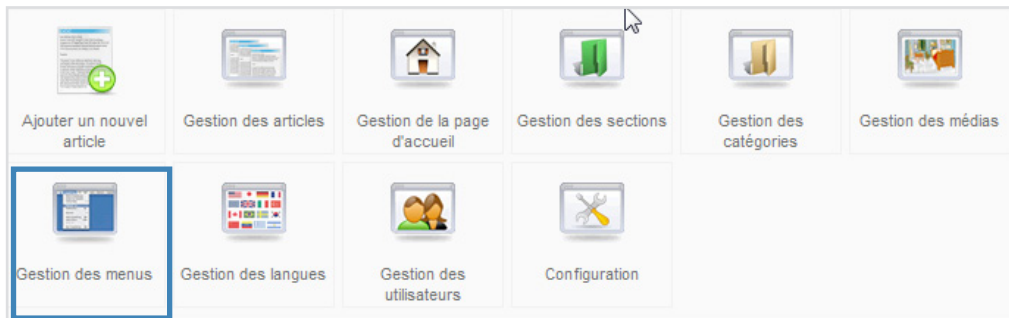 Ajouter un nouvel
article
Gestion des articles
Gestion de la page
d'accueil
Gestion des sections
Gestion des
catégories
Gestion des médias
Gestion des menus
Gestion des langues
Gestion des
utilisateurs
Configuration